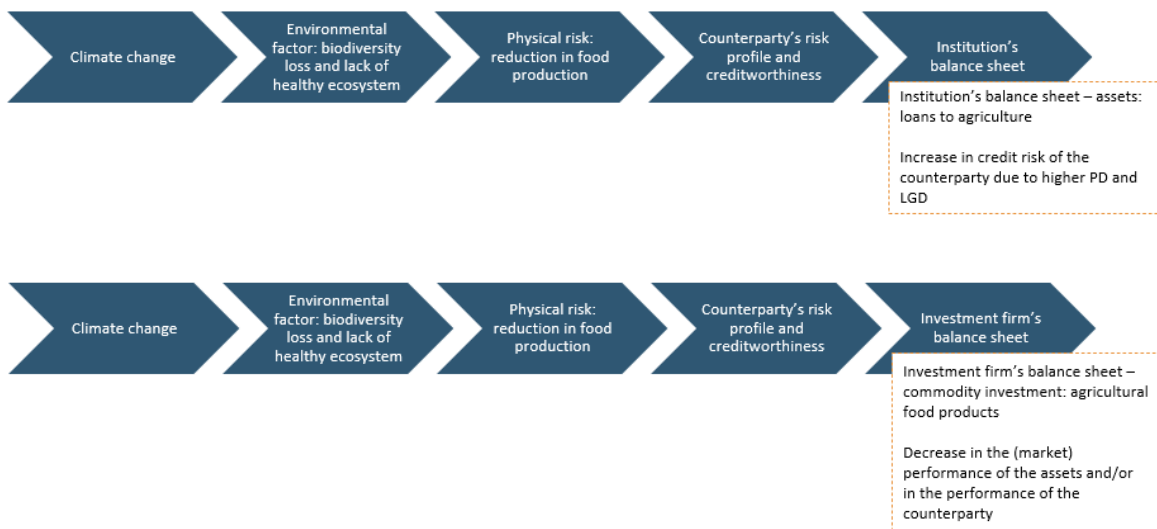 Climate change
Environmental
factor: biodiversity
loss and lack of
healthy ecosystem
Physical risk:
reduction in food
production
Counterparty's risk
profile and
creditworthiness
Institution's
balance sheet
Institution's balance sheet – assets:
loans to agriculture
Increase in credit risk of the
counterparty due to higher PD and
LGD
Climate change
Environmental
factor: biodiversity
loss and lack of
healthy ecosystem
Physical risk:
reduction in food
production
Counterparty's risk
profile and
creditworthiness
Investment firm's
balance sheet
Investment firm's balance sheet –
commodity investment: agricultural
food products
Decrease in the (market)
performance of the assets and/or
in the performance of the
counterparty